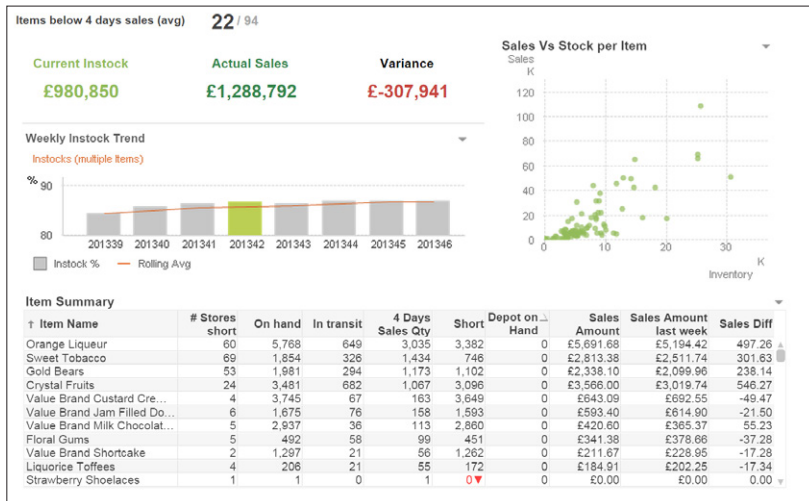 Items below 4 days sales (avg) 22 / 94
Current Instock Actual Sales Variance
£980,850 £1,288,792 £-307,941
Weekly Instock Trend
Instocks (multiple Items)
%
90
80
201339 201340 201341 201342 201343 201344 201345 201346
Instock % Rolling Avg
Sales Vs Stock per Item
Sales
K
120
100
80
60
40
20
0
0 10 20 30
K
Inventory
Item Summary
Item Name # Stores short On hand In transit 4 Days Sales Qty Short Depot on Hand Sales Amount Sales Amount last week Sales Diff
Orange Liqueur 60 5,768 649 3,035 3,382 0 £5,691.68 £5,194.42 497.26
Sweet Tobacco 69 1,854 326 1,434 746 0 £2,813.38 £2,511.74 301.63
Gold Bears 53 1,981 294 1,173 1,102 0 £2,338.10 £2,099.96 238.14
Crystal Fruits 24 3,481 682 1,067 3,096 0 £3,566.00 £3,019.74 546.27
Value Brand Custard Cre... 4 3,745 67 163 3,649 0 £643.09 £692.55 -49.47
Value Brand Jam Filled Do... 6 1,675 76 158 1,593 0 £593.40 £614.90 -21.50
Value Brand Milk Chocolat... 5 2,937 36 113 2,860 0 £420.60 £365.37 55.23
Floral Gums 5 492 58 99 451 0 £341.38 £378.66 -37.28
Value Brand Shortcake 2 1,297 21 56 1,262 0 £211.67 £228.95 -17.28
Liquorice Toffees 4 206 21 55 172 0 £184.91 £202.25 -17.34
Strawberry Shoelaces 1 1 0 1 0 0 £0.00 £0.00 0.00